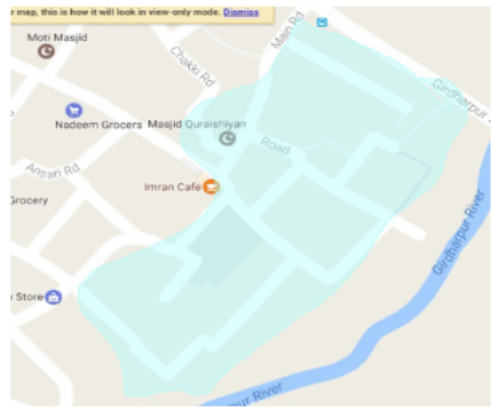 r map, this is how it will look in view-only mode. Dismiss
Main Rd
Moti Masjid
Chakki Rd
Girdharpur
Nadeem Grocers
Masjid Quraishiyan
Road
Ansari Rd
Imran Cafe
Grocery
Girdharpur River
Store
ur River